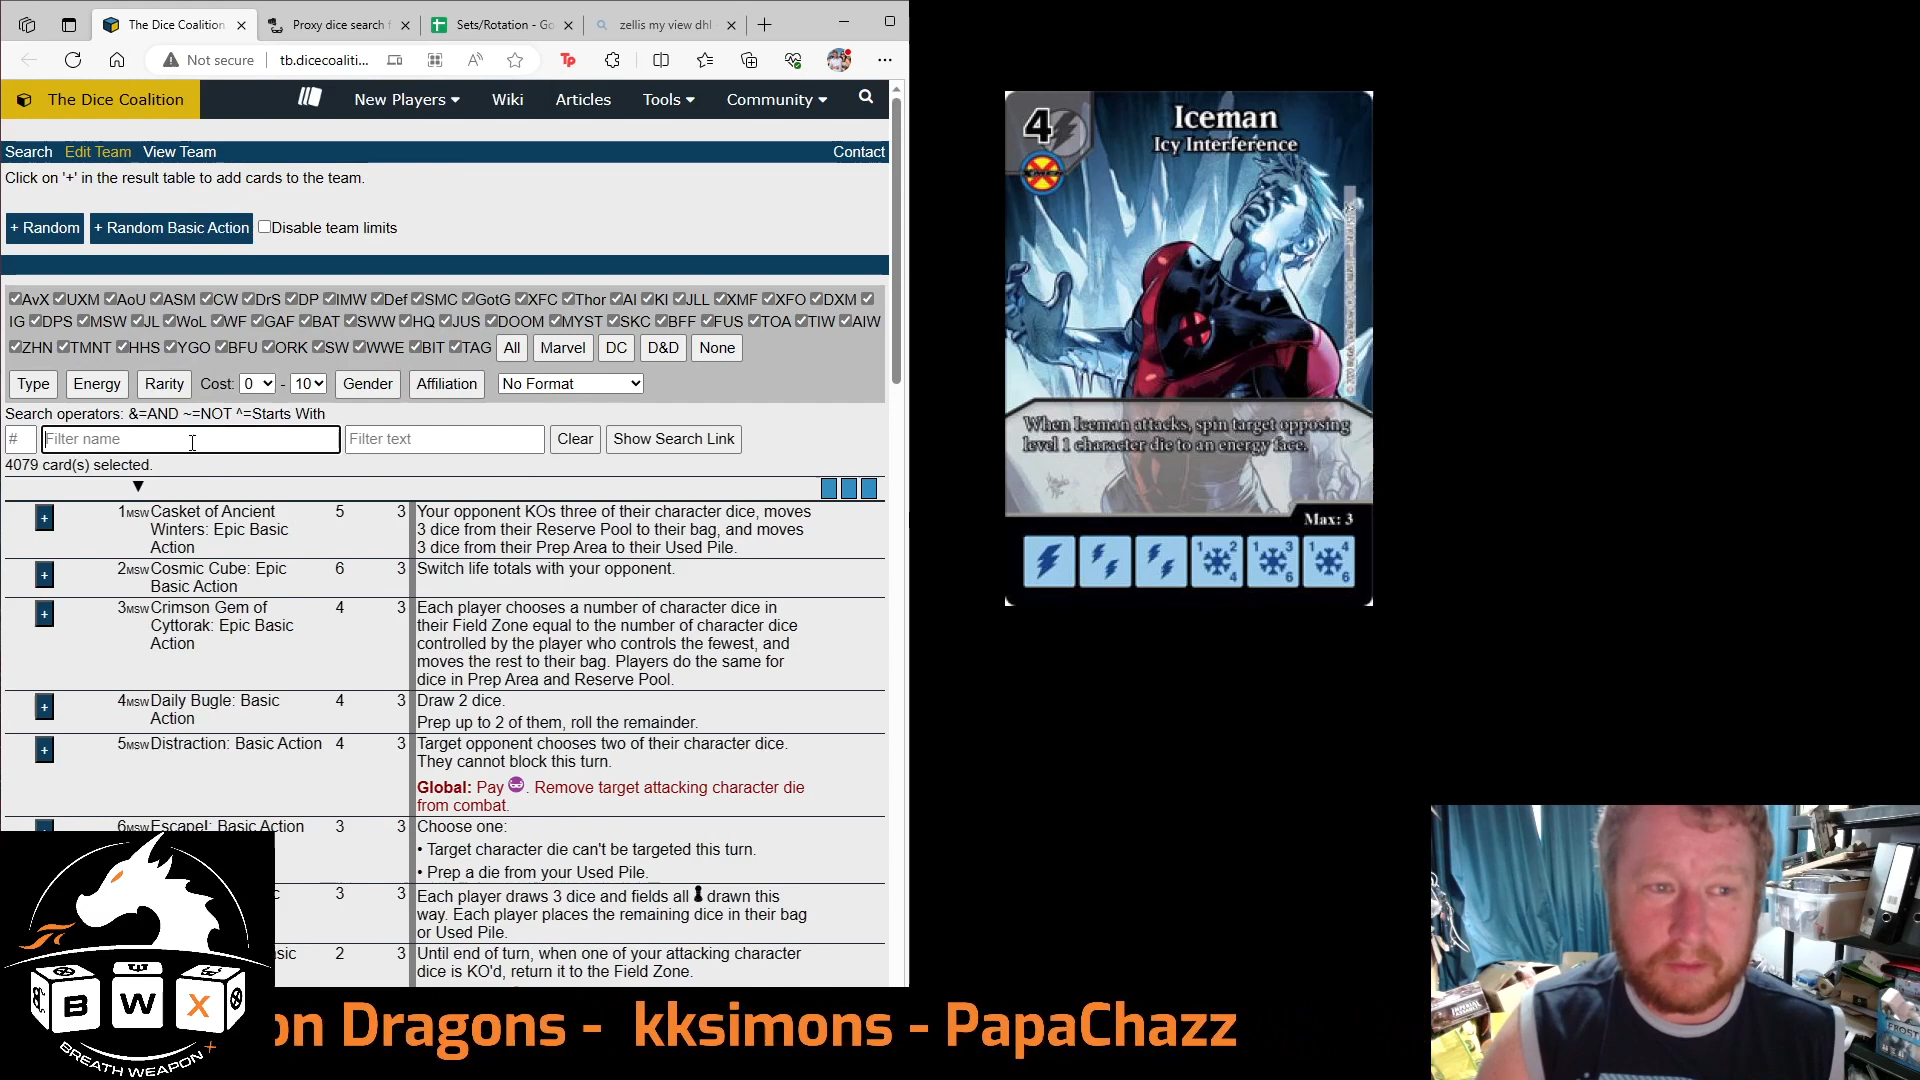 The Dice Coalition
Proxy dice search f
Sets/Rotation - Go
zellis my view dhl
Not secure
tb.dicecoaliti...
The Dice Coalition
New Players
Wiki
Articles
Tools
Community
Search Edit Team View Team Contact
Click on '+' in the result table to add cards to the team.
+ Random + Random Basic Action Disable team limits
AvX UXM AoU ASM CW DrS DP IMW Def SMC GotG XFC Thor AI KI JLL XMF XFO DXM
IG DPS MSW JL WoL WF GAF BAT SWW HQ JUS DOOM MYST SKC BFF FUS TOA TIW AIW
ZHN TMNT HHS YGO BFU ORK SW WWE BIT TAG All Marvel DC D&D None
Type Energy Rarity Cost: 0 - 10 Gender Affiliation No Format
Search operators: &=AND ~=NOT ^=Starts With
# Filter name Filter text Clear Show Search Link
4079 card(s) selected.
+ 1MSW Casket of Ancient Winters: Epic Basic Action 5 3 Your opponent KOs three of their character dice, moves
3 dice from their Reserve Pool to their bag, and moves
3 dice from their Prep Area to their Used Pile.
+ 2MSW Cosmic Cube: Epic Basic Action 6 3 Switch life totals with your opponent.
+ 3MSW Crimson Gem of Cyttorak: Epic Basic Action 4 3 Each player chooses a number of character dice in
their Field Zone equal to the number of character dice
controlled by the player who controls the fewest, and
moves the rest to their bag. Players do the same for
dice in Prep Area and Reserve Pool.
+ 4MSW Daily Bugle: Basic Action 4 3 Draw 2 dice.
Prep up to 2 of them, roll the remainder.
+ 5MSW Distraction: Basic Action 4 3 Target opponent chooses two of their character dice.
They cannot block this turn.
Global: Pay . Remove target attacking character die
from combat.
6MSW Escape!: Basic Action 3 3 Choose one:
• Target character die can't be targeted this turn.
• Prep a die from your Used Pile.
3 3 Each player draws 3 dice and fields all drawn this
way. Each player places the remaining dice in their bag
or Used Pile.
sic 2 3 Until end of turn, when one of your attacking character
dice is KO'd, return it to the Field Zone.
4
Iceman
Icy Interference
X-MEN
When Iceman attacks, spin target opposing
level 1 character die to an energy face.
Max: 3
1 2 4
1 3 6
1 4 6
B W X
BREATH WEAPON X
on Dragons - kksimons - PapaChazz